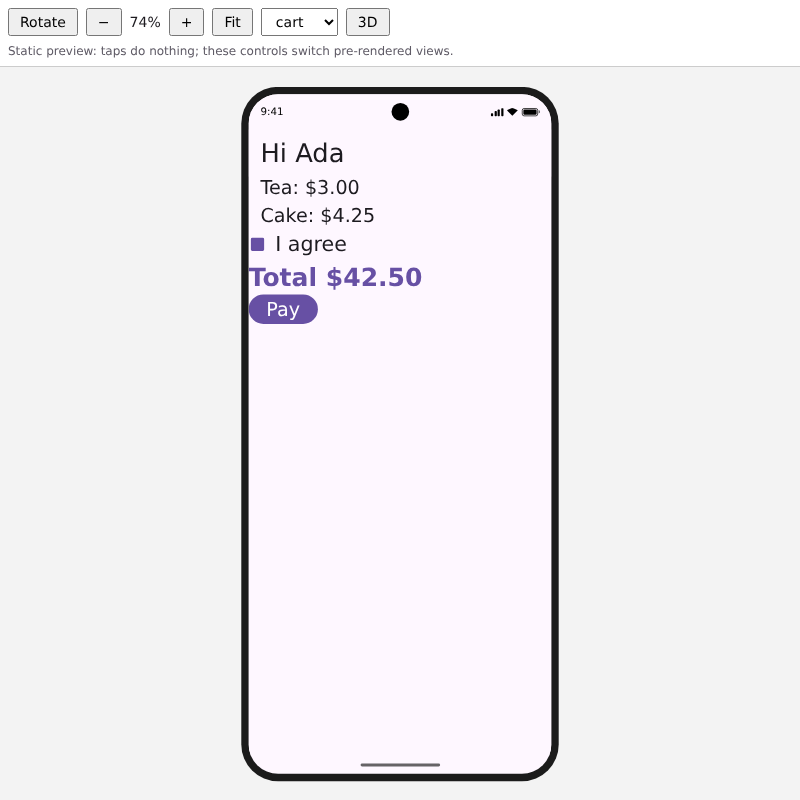 Rotate − 74% + Fit cart 3D
Static preview: taps do nothing; these controls switch pre-rendered views.
9:41
Hi Ada
Tea: $3.00
Cake: $4.25
I agree
Total $42.50
Pay